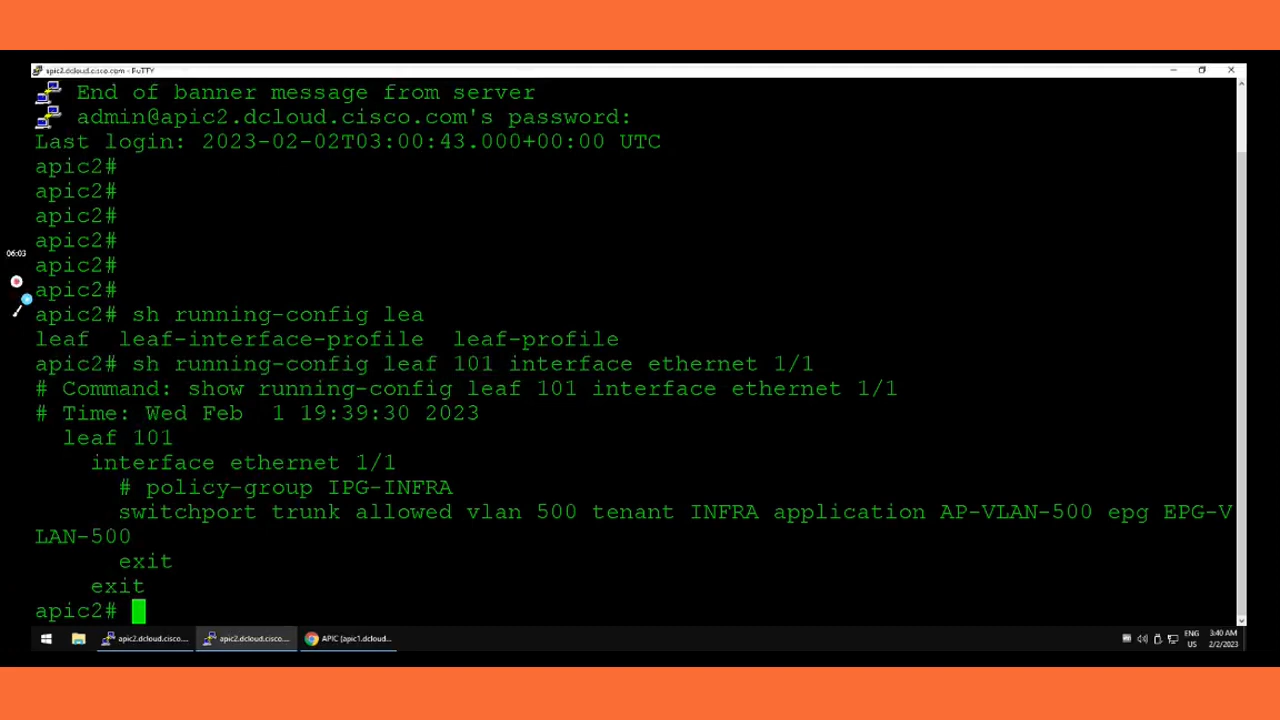 apic2.dcloud.cisco.com - PuTTY
End of banner message from server
admin@apic2.dcloud.cisco.com's password:
Last login: 2023-02-02T03:00:43.000+00:00 UTC
apic2#
apic2#
apic2#
apic2#
apic2#
apic2#
apic2# sh running-config lea
leaf  leaf-interface-profile  leaf-profile
apic2# sh running-config leaf 101 interface ethernet 1/1
# Command: show running-config leaf 101 interface ethernet 1/1
# Time: Wed Feb  1 19:39:30 2023
  leaf 101
    interface ethernet 1/1
      # policy-group IPG-INFRA
      switchport trunk allowed vlan 500 tenant INFRA application AP-VLAN-500 epg EPG-V
LAN-500
      exit
    exit
apic2#
06:03
apic2.dcloud.cisco....
apic2.dcloud.cisco....
APIC (apic1.dcloud...
ENG
US
3:40 AM
2/2/2023